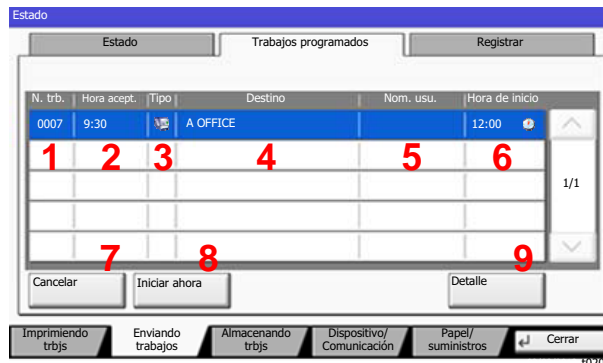 Estado
Estado Trabajos programados Registrar
N. trb. Hora acept. Tipo Destino Nom. usu. Hora de inicio
0007 9:30 A OFFICE 12:00
1 2 3 4 5 6
1/1
7 8 9
Cancelar Iniciar ahora Detalle
Imprimiendo trbjs Enviando trabajos Almacenando trbjs Dispositivo/ Comunicación Papel/ suministros Cerrar